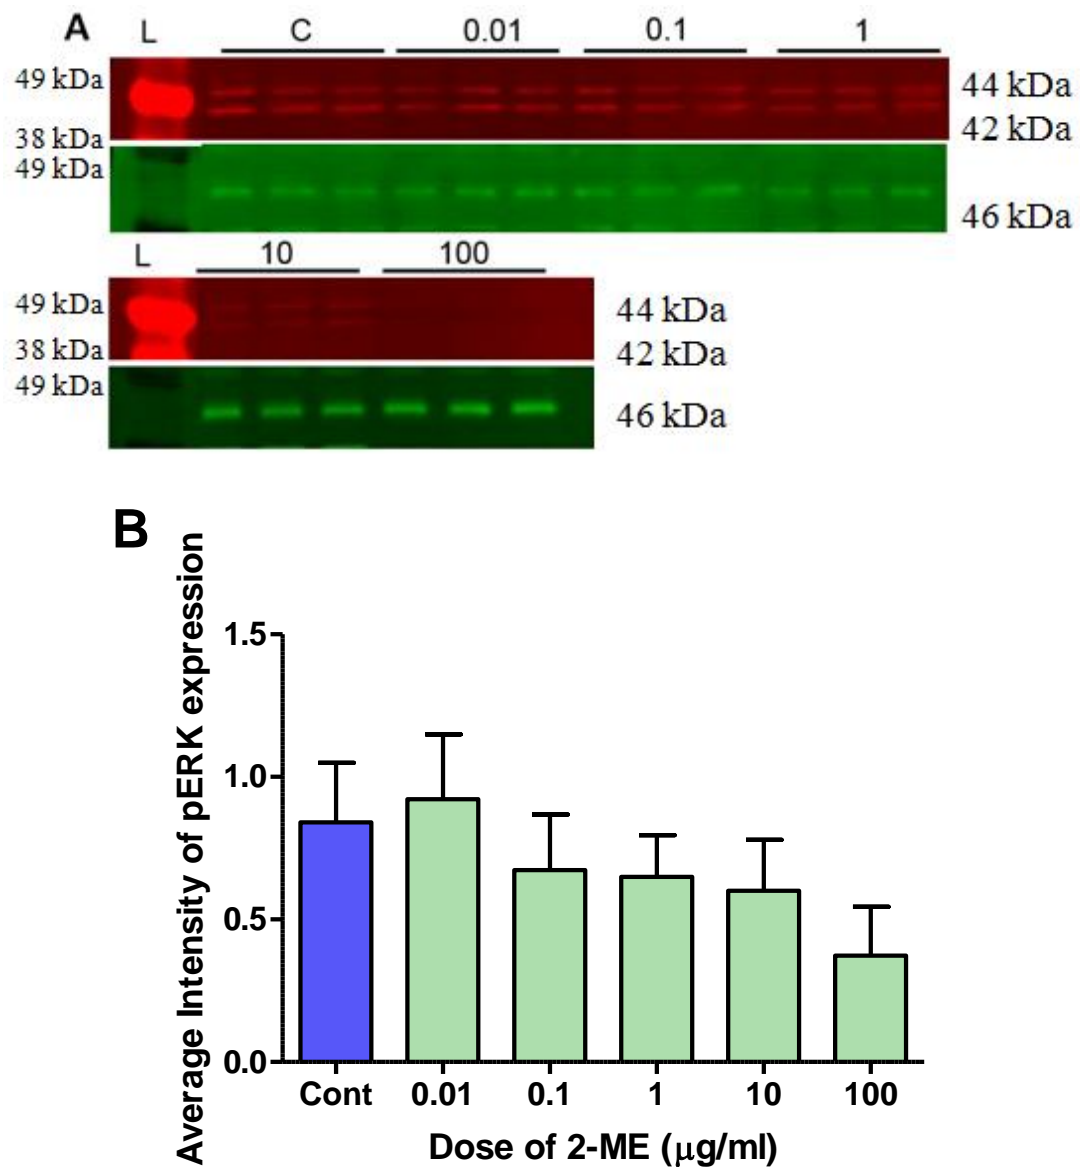 A L C 0.01 0.1 1
49 kDa 44 kDa
38 kDa 42 kDa
49 kDa
46 kDa
L 10 100
49 kDa 44 kDa
38 kDa 42 kDa
49 kDa
46 kDa
B
Average Intensity of pERK expression
1.5
1.0
0.5
0.0
Cont 0.01 0.1 1 10 100
Dose of 2-ME (μg/ml)